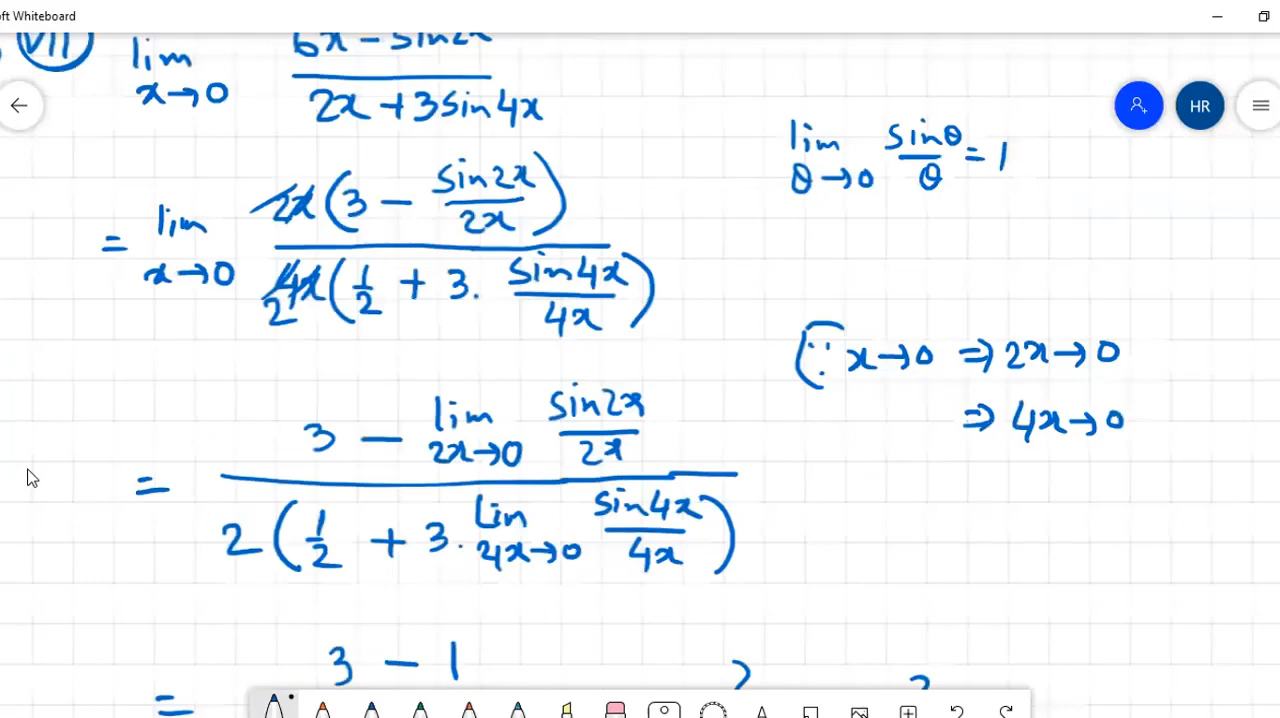 oft Whiteboard
VII lim x→0 6x - sin2x / 2x + 3sin4x
HR
lim θ→0 sinθ/θ = 1
= lim x→0 2x(3 - sin2x/2x) / 2 4x(1/2 + 3. sin4x/4x)
(∵ x→0 ⇒ 2x→0
⇒ 4x→0
= 3 - lim 2x→0 sin2x/2x / 2(1/2 + 3. Lim 4x→0 sin4x/4x)
= 3 - 1